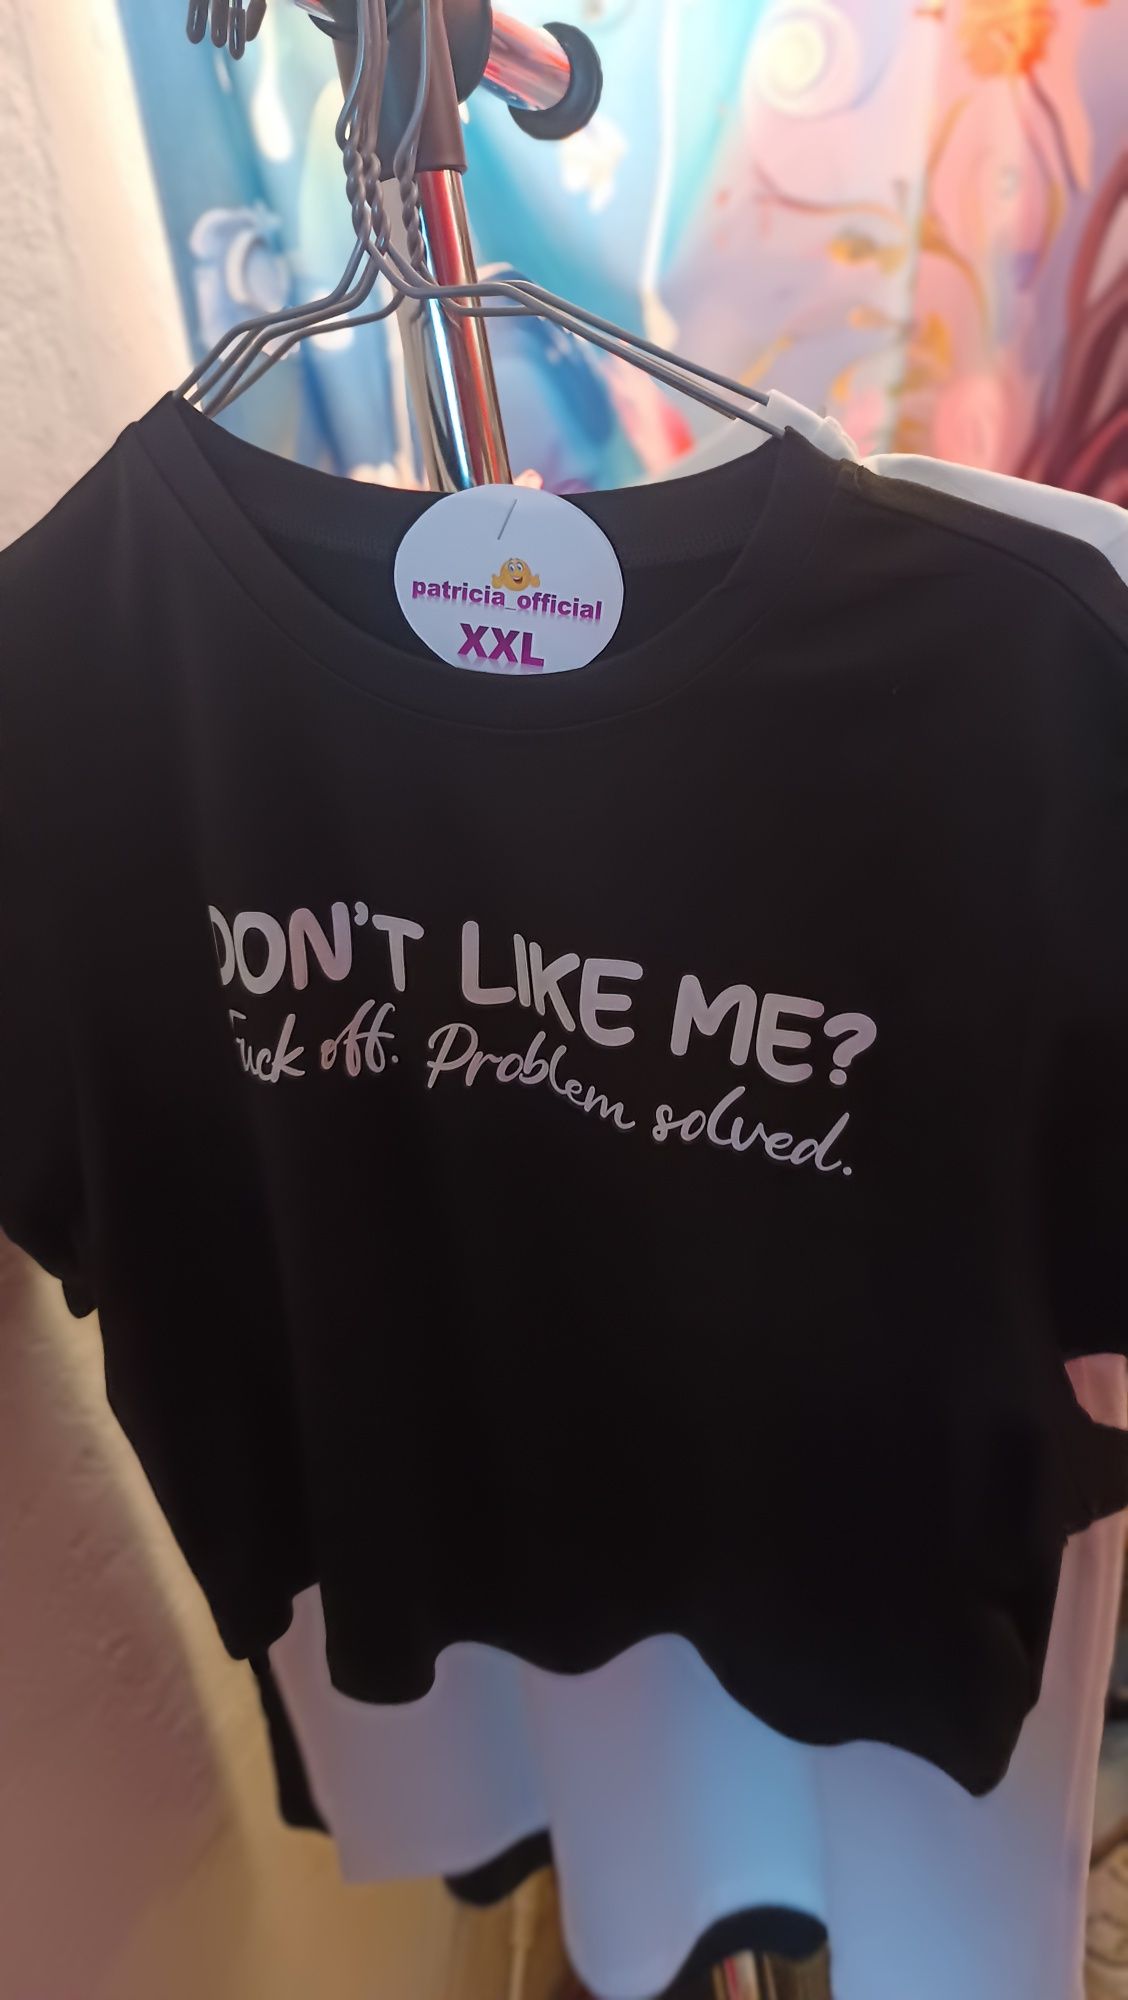 patricia_official
XXL
DON'T LIKE ME?
Fuck off. Problem solved.